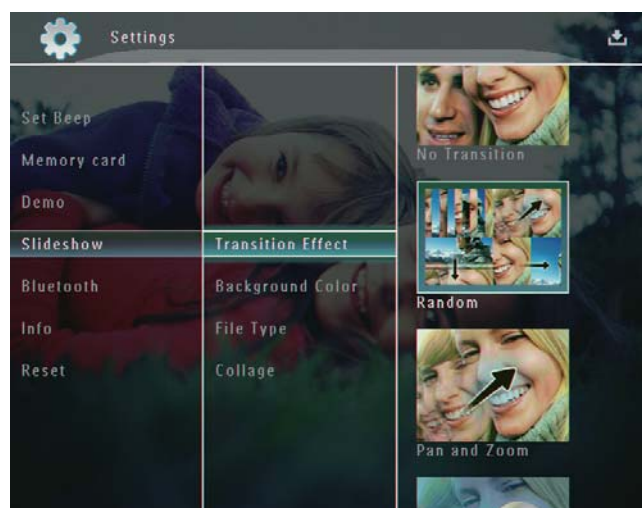 Settings
Set Beep
Memory card
Demo
Slideshow
Bluetooth
Info
Reset
Transition Effect
Background Color
File Type
Collage
No Transition
Random
Pan and Zoom